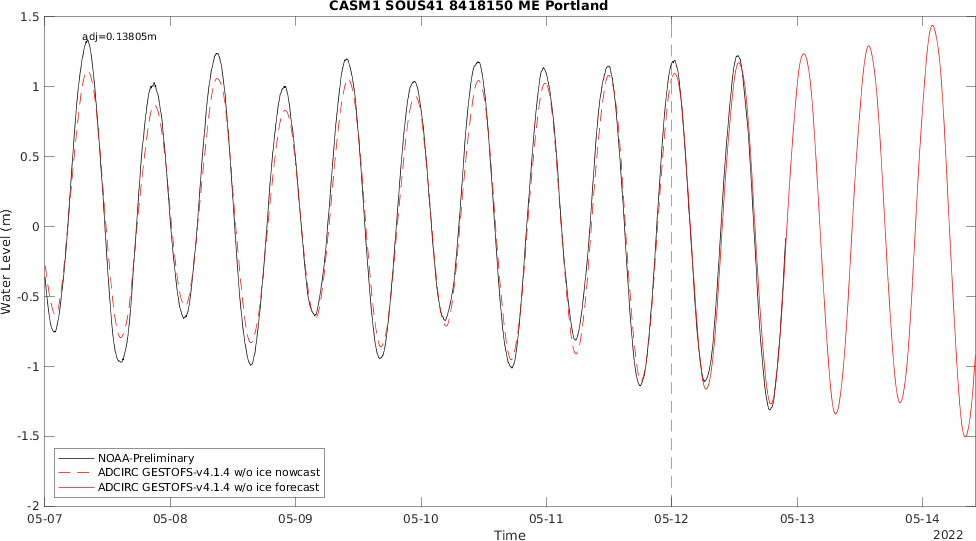 CASM1 SOUS41 8418150 ME Portland
adj=0.13805m
1.5
1
0.5
0
-0.5
-1
-1.5
-2
Water Level (m)
NOAA-Preliminary
ADCIRC GESTOFS-v4.1.4 w/o ice nowcast
ADCIRC GESTOFS-v4.1.4 w/o ice forecast
05-07 05-08 05-09 05-10 05-11 05-12 05-13 05-14
Time
2022